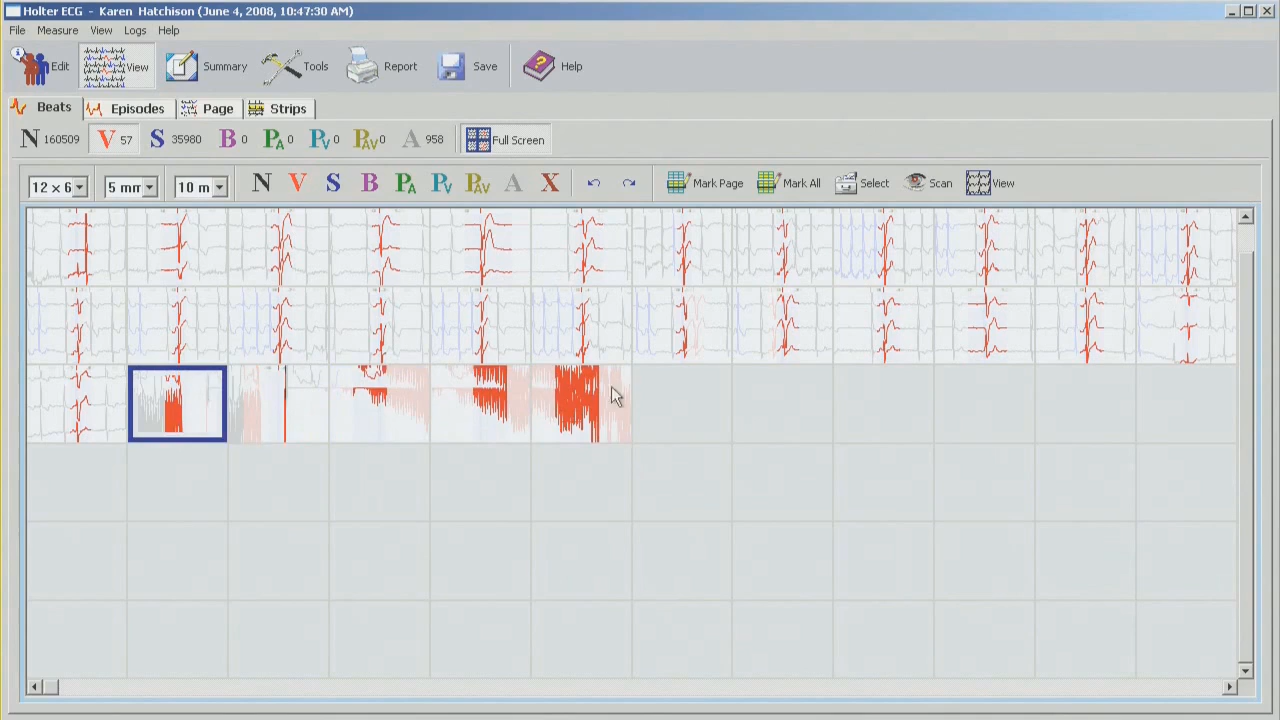 Holter ECG - Karen Hatchison (June 4, 2008, 10:47:30 AM)
File Measure View Logs Help
Edit View Summary Tools Report Save Help
Beats Episodes Page Strips
N 160509 V 57 S 35980 B 0 PA 0 PV 0 PAV 0 A 958 Full Screen
12 x 6 5 mm 10 m N V S B PA PV PAV A X Mark Page Mark All Select Scan View